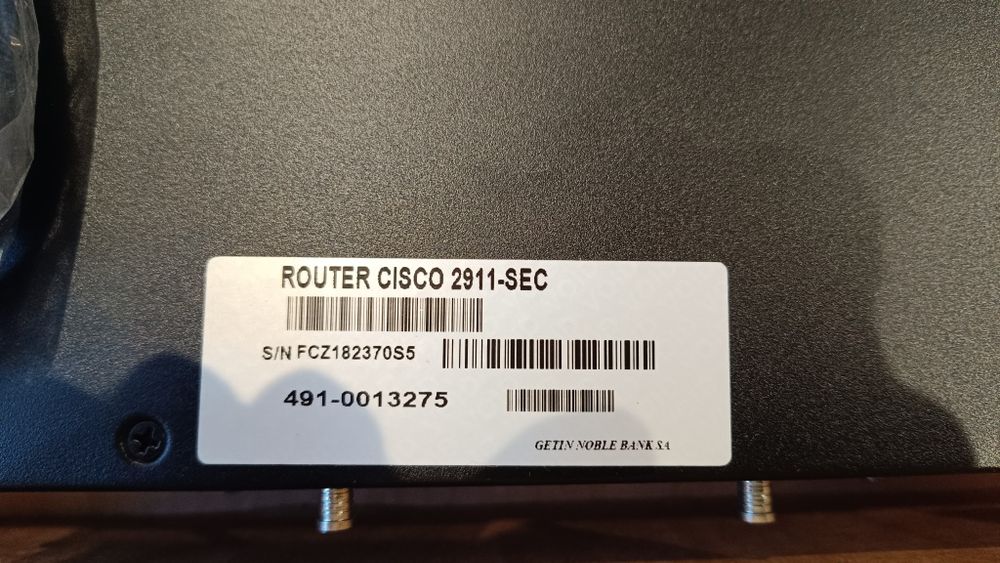 ROUTER CISCO 2911-SEC
S/N FCZ182370S5
491-0013275
GETIN NOBLE BANK SA